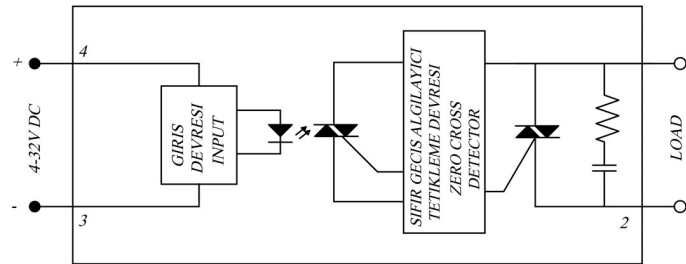 4
+
4-32V DC
-
3
GIRIS
DEVRESI
INPUT
SIFIR GECIS ALGILAYICI
TETIKLEME DEVRESI
ZERO CROSS
DETECTOR
LOAD
2